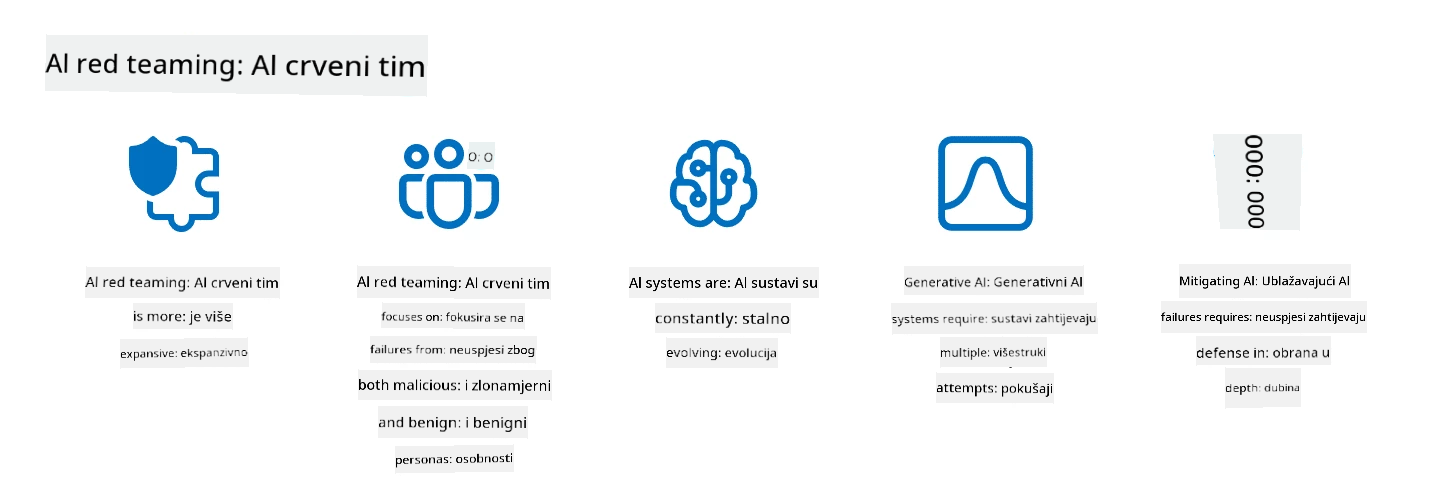 AI red teaming: AI crveni tim
O: O
000 :000
AI red teaming: AI crveni tim
is more: je više
expansive: ekspanzivno
AI red teaming: AI crveni tim
focuses on: fokusira se na
failures from: neuspjesi zbog
both malicious: i zlonamjerni
and benign: i benigni
personas: osobnosti
AI systems are: AI sustavi su
constantly: stalno
evolving: evolucija
Generative AI: Generativni AI
systems require: sustavi zahtijevaju
multiple: višestruki
attempts: pokušaji
Mitigating AI: Ublažavajući AI
failures requires: neuspjesi zahtijevaju
defense in: obrana u
depth: dubina